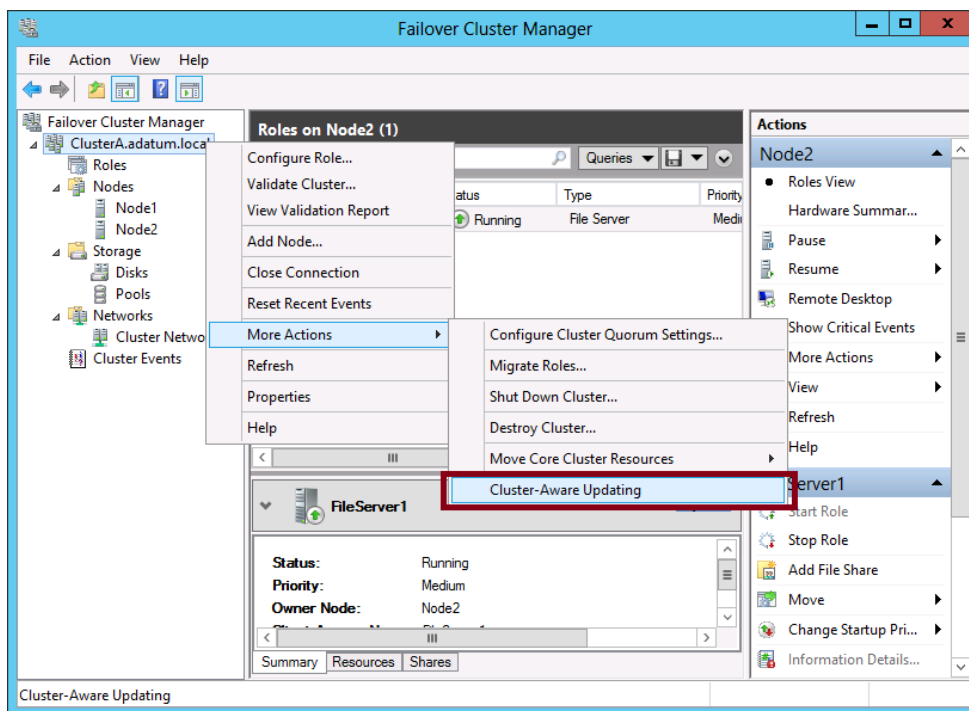 Failover Cluster Manager
File Action View Help
Failover Cluster Manager
ClusterA.adatum.local
Roles
Nodes
Node1
Node2
Storage
Disks
Pools
Networks
Cluster Netwo
Cluster Events
Configure Role...
Validate Cluster...
View Validation Report
Add Node...
Close Connection
Reset Recent Events
More Actions
Refresh
Properties
Help
Configure Cluster Quorum Settings...
Migrate Roles...
Shut Down Cluster...
Destroy Cluster...
Move Core Cluster Resources
Cluster-Aware Updating
Roles on Node2 (1)
Queries
atus Type Priority
Running File Server Medi
FileServer1
Status: Running
Priority: Medium
Owner Node: Node2
Summary Resources Shares
Actions
Node2
Roles View
Hardware Summar...
Pause
Resume
Remote Desktop
Show Critical Events
More Actions
View
Refresh
Help
Server1
Start Role
Stop Role
Add File Share
Move
Change Startup Pri...
Information Details...
Cluster-Aware Updating